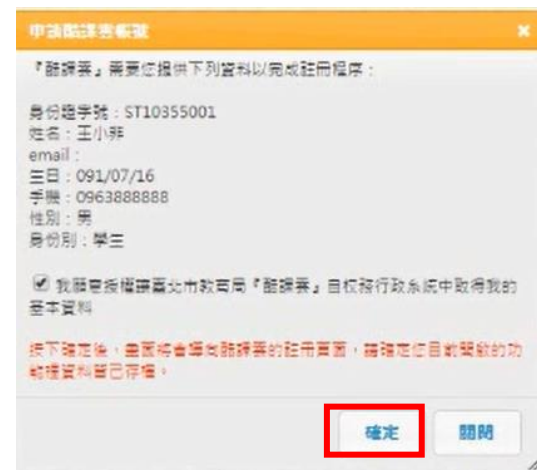 申請酷課雲帳號
『酷課雲』需要您提供下列資料以完成註冊程序：
身份證字號：ST10355001
姓名：王小非
email：
生日：091/07/16
手機：0963888888
性別：男
身份別：學生
我願意授權讓臺北市教育局『酷課雲』自校務行政系統中取得我的
基本資料
按下確定後，畫面將會導向酷課雲的註冊頁面，請確定您目前開啟的功
能裡資料皆已存檔。
確定
關閉